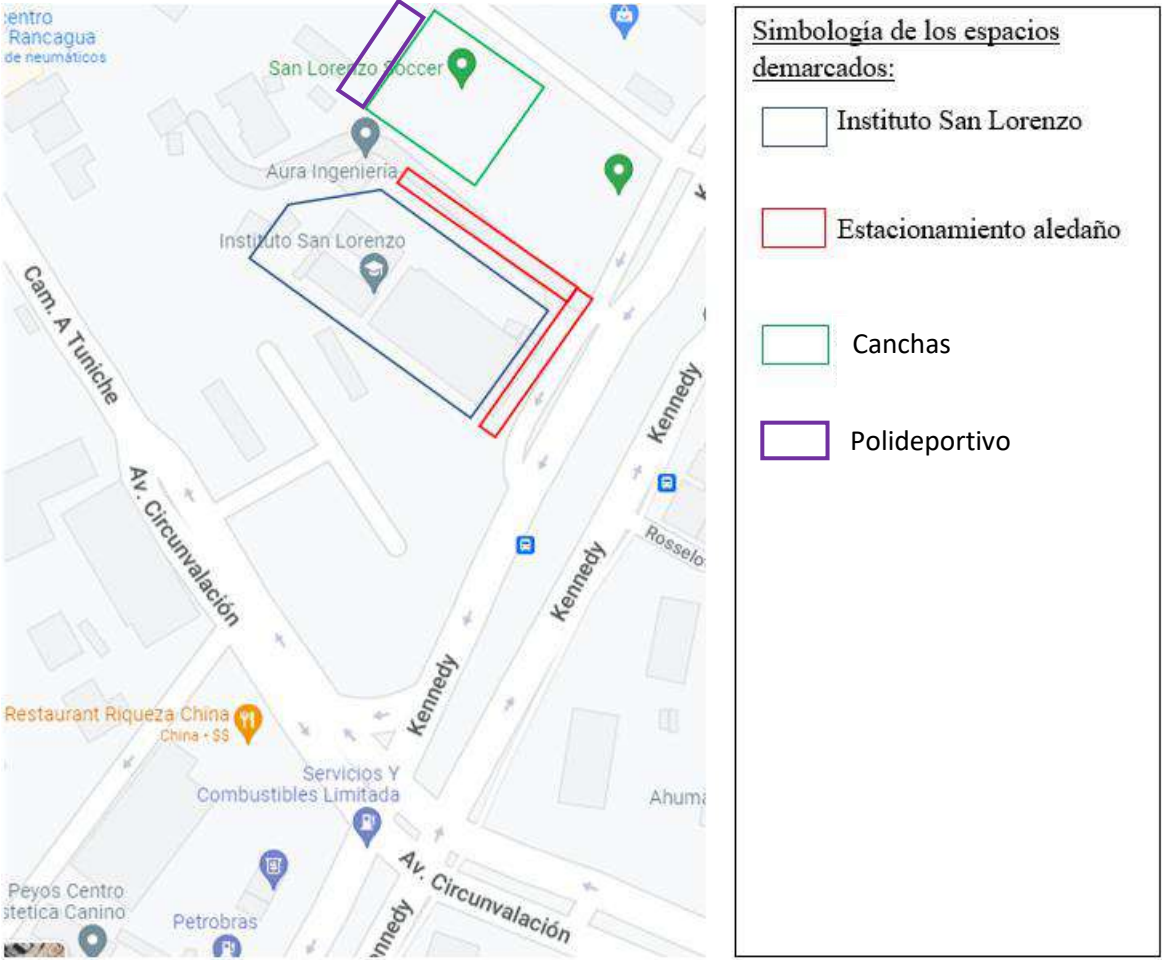 entro
Rancagua
de neumáticos
San Lorenzo Soccer
Aura Ingeniería
Instituto San Lorenzo
Cam. A Tuniche
Kennedy
Av. Circunvalación
Rosselo
Kennedy
Kennedy
Restaurant Riqueza China
China • $$
Servicios Y
Combustibles Limitada
Ahuma
Av. Circunvalación
Peyos Centro
stetica Canino
Petrobras
nnedy
K
Simbología de los espacios
demarcados:
Instituto San Lorenzo
Estacionamiento aledaño
Canchas
Polideportivo